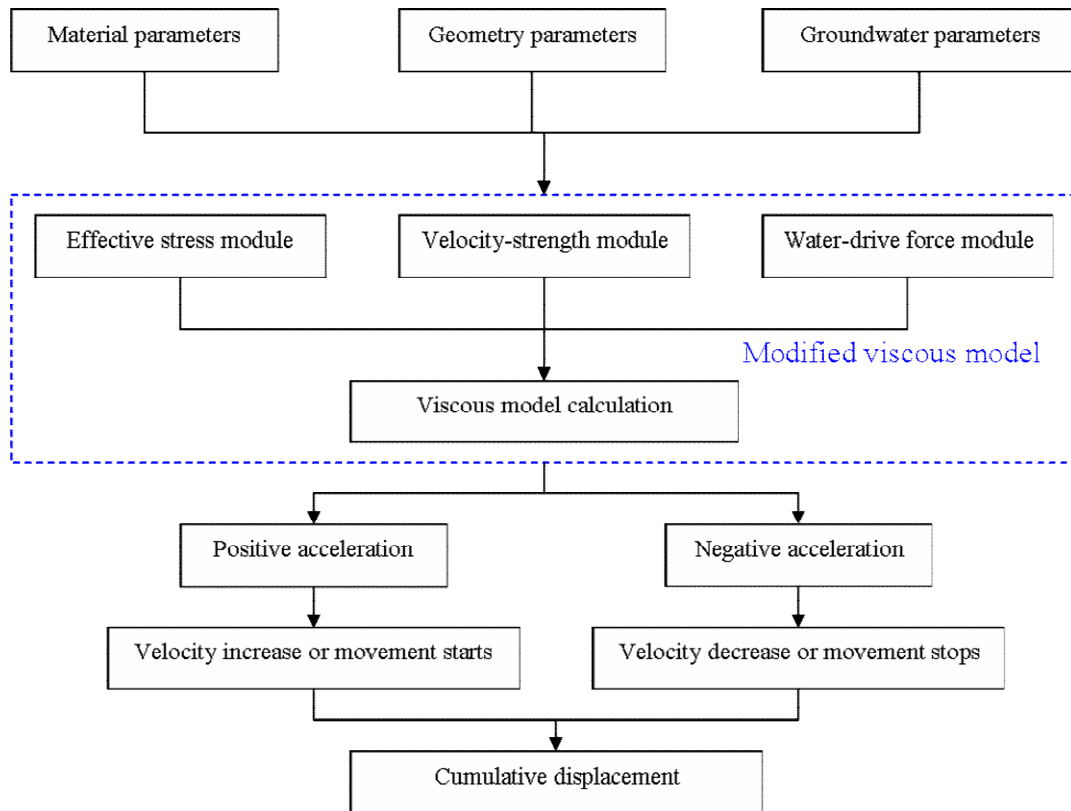 Material parameters
Geometry parameters
Groundwater parameters
Effective stress module
Velocity-strength module
Water-drive force module
Modified viscous model
Viscous model calculation
Positive acceleration
Negative acceleration
Velocity increase or movement starts
Velocity decrease or movement stops
Cumulative displacement